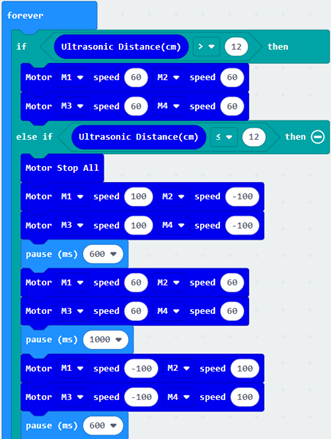 forever
if Ultrasonic Distance(cm) > 12 then
Motor M1 speed 60 M2 speed 60
Motor M3 speed 60 M4 speed 60
else if Ultrasonic Distance(cm) ≤ 12 then
Motor Stop All
Motor M1 speed 100 M2 speed -100
Motor M3 speed 100 M4 speed -100
pause (ms) 600
Motor M1 speed 60 M2 speed 60
Motor M3 speed 60 M4 speed 60
pause (ms) 1000
Motor M1 speed -100 M2 speed 100
Motor M3 speed -100 M4 speed 100
pause (ms) 600